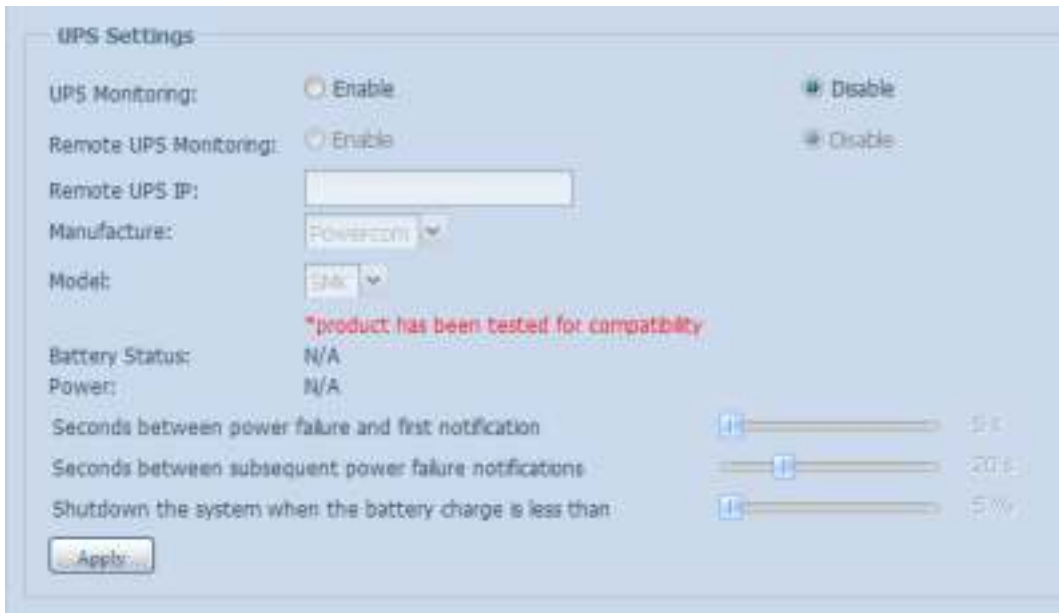 UPS Settings
UPS Monitoring: Enable Disable
Remote UPS Monitoring: Enable Disable
Remote UPS IP:
Manufacture: Powercom
Model: SMK
*product has been tested for compatibility
Battery Status: N/A
Power: N/A
Seconds between power failure and first notification 5 s
Seconds between subsequent power failure notifications 20 s
Shutdown the system when the battery charge is less than 5 %
Apply